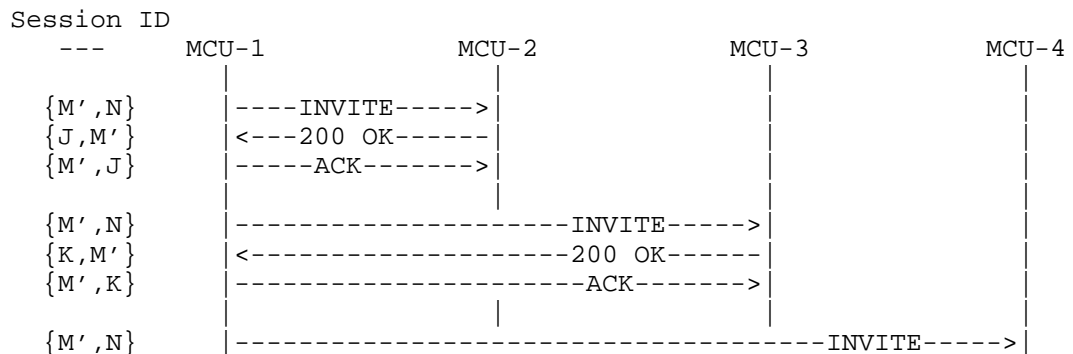 Session ID
   ---     MCU-1              MCU-2              MCU-3             MCU-4
             |                  |                  |                 |
  {M',N}     |----INVITE----->|                  |                 |
  {J,M'}     |<---200 OK------|                  |                 |
  {M',J}     |-----ACK------->|                  |                 |
             |                  |                  |                 |
  {M',N}     |----------------------INVITE----->|                 |
  {K,M'}     |<---------------------200 OK------|                 |
  {M',K}     |-----------------------ACK------->|                 |
             |                  |                  |                 |
  {M',N}     |---------------------------------------INVITE----->|